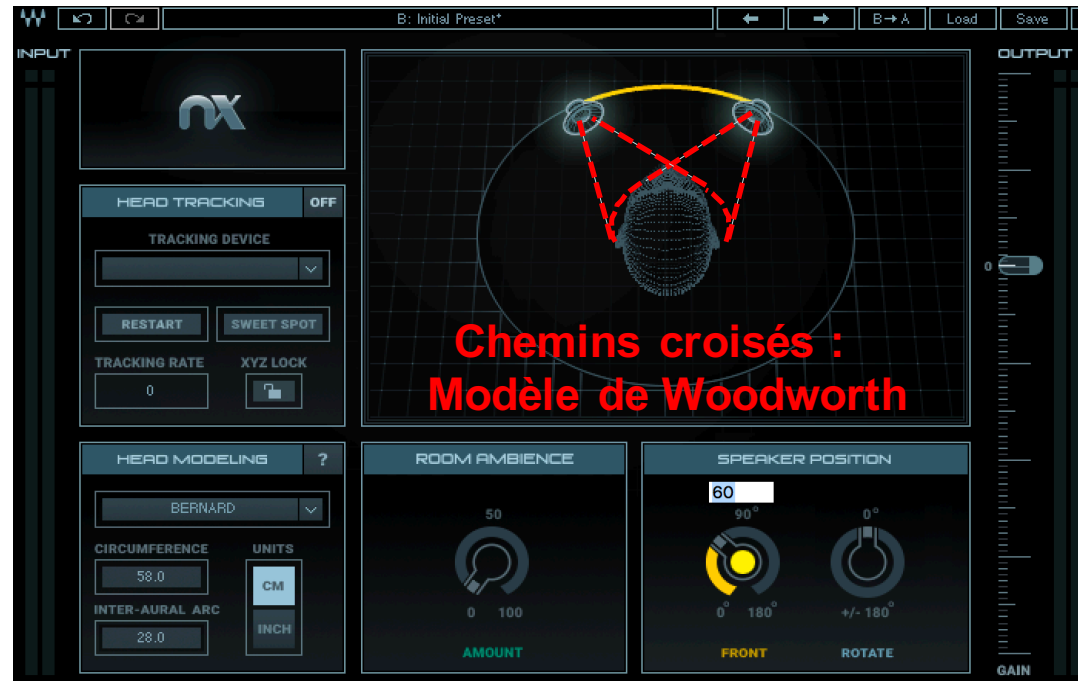 B: Initial Preset*
B→A
Load
Save
INPUT
OUTPUT
nx
HEAD TRACKING
OFF
TRACKING DEVICE
RESTART
SWEET SPOT
TRACKING RATE
XYZ LOCK
0
0
Chemins croisés :
Modèle de Woodworth
HEAD MODELING
?
BERNARD
CIRCUMFERENCE
UNITS
58.0
CM
INTER-AURAL ARC
28.0
INCH
ROOM AMBIENCE
50
0
100
AMOUNT
SPEAKER POSITION
60
90°
0°
0°
180°
+/- 180°
FRONT
ROTATE
GAIN